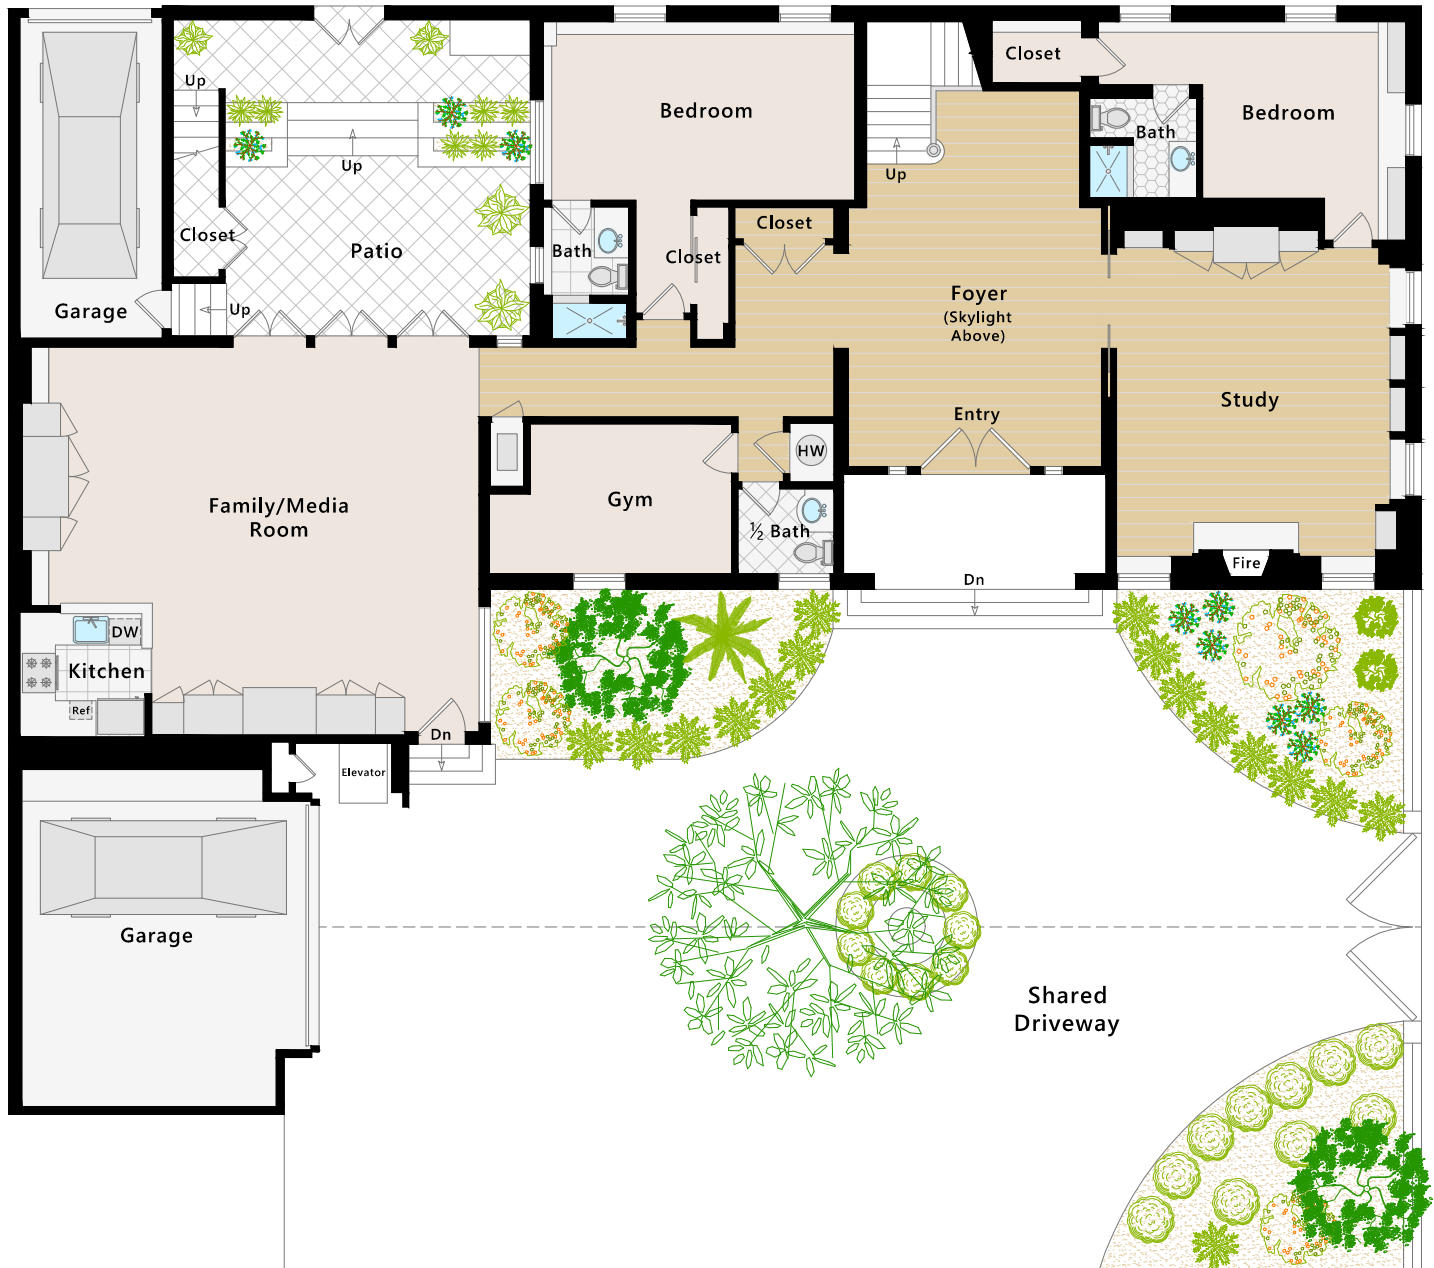 Closet
Up
Bedroom
Bedroom
Bath
Up
Up
Closet
Closet
Patio
Bath
Closet
Foyer
(Skylight
Above)
Garage
Up
Study
Entry
HW
Family/Media
Room
Gym
½ Bath
Fire
Dn
DW
Kitchen
Ref
Dn
Elevator
Garage
Shared
Driveway